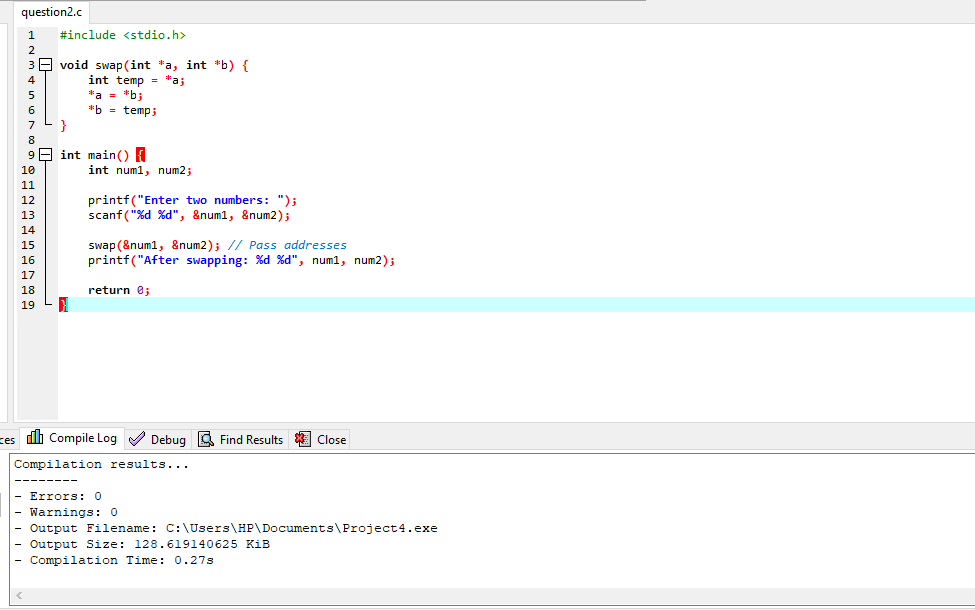 question2.c
1 #include <stdio.h>
2
3 void swap(int *a, int *b) {
4 int temp = *a;
5 *a = *b;
6 *b = temp;
7 }
8
9 int main() {
10 int num1, num2;
11
12 printf("Enter two numbers: ");
13 scanf("%d %d", &num1, &num2);
14
15 swap(&num1, &num2); // Pass addresses
16 printf("After swapping: %d %d", num1, num2);
17
18 return 0;
19 }
ces Compile Log Debug Find Results Close
Compilation results...
--------
- Errors: 0
- Warnings: 0
- Output Filename: C:\Users\HP\Documents\Project4.exe
- Output Size: 128.619140625 KiB
- Compilation Time: 0.27s